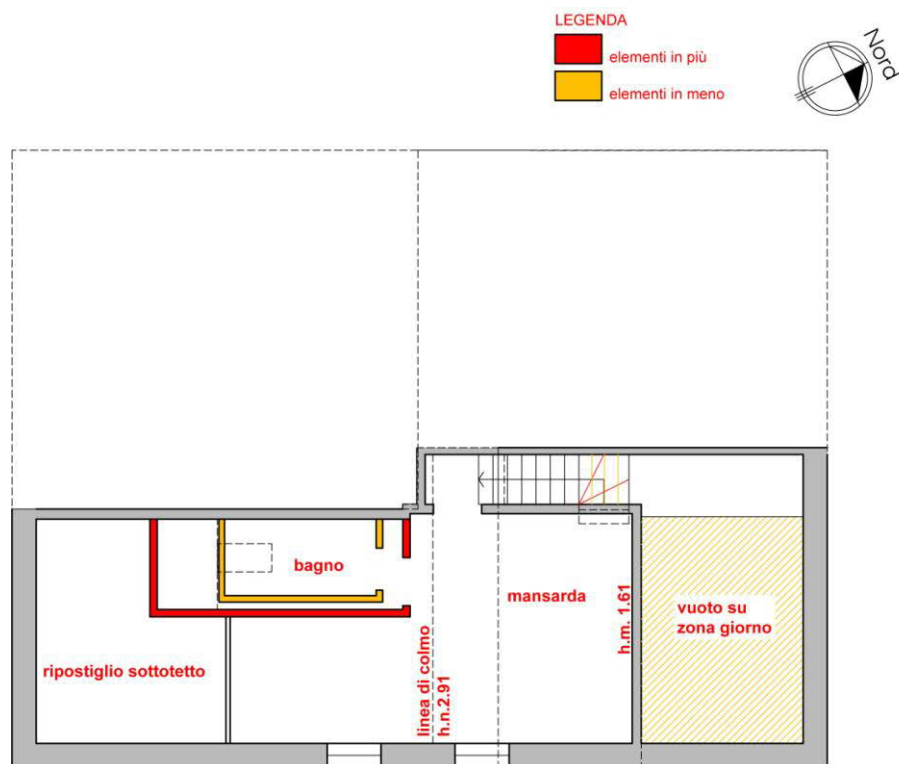 LEGENDA
elementi in più
elementi in meno
Nord
bagno
mansarda
vuoto su
zona giorno
ripostiglio sottotetto
linea di colmo
h.n.2.91
h.m. 1.61